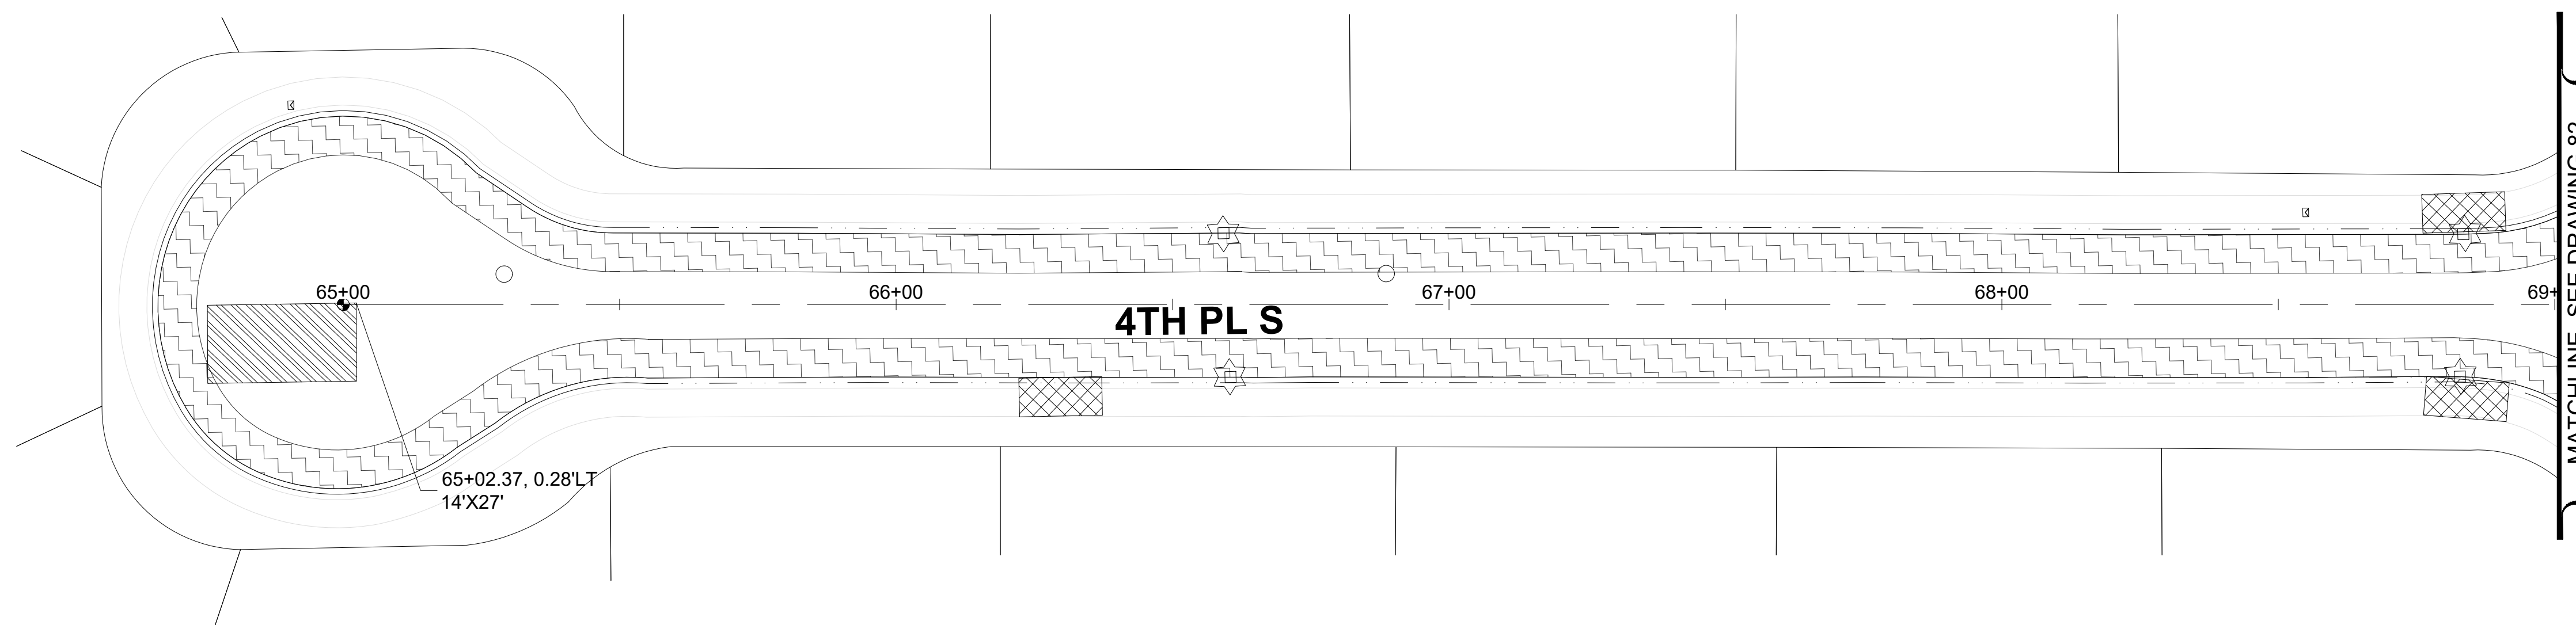 65+00
66+00
67+00
68+00
69+
4TH PL S
65+02.37, 0.28'LT
14'X27'
MATCHLINE SEE DRAWING